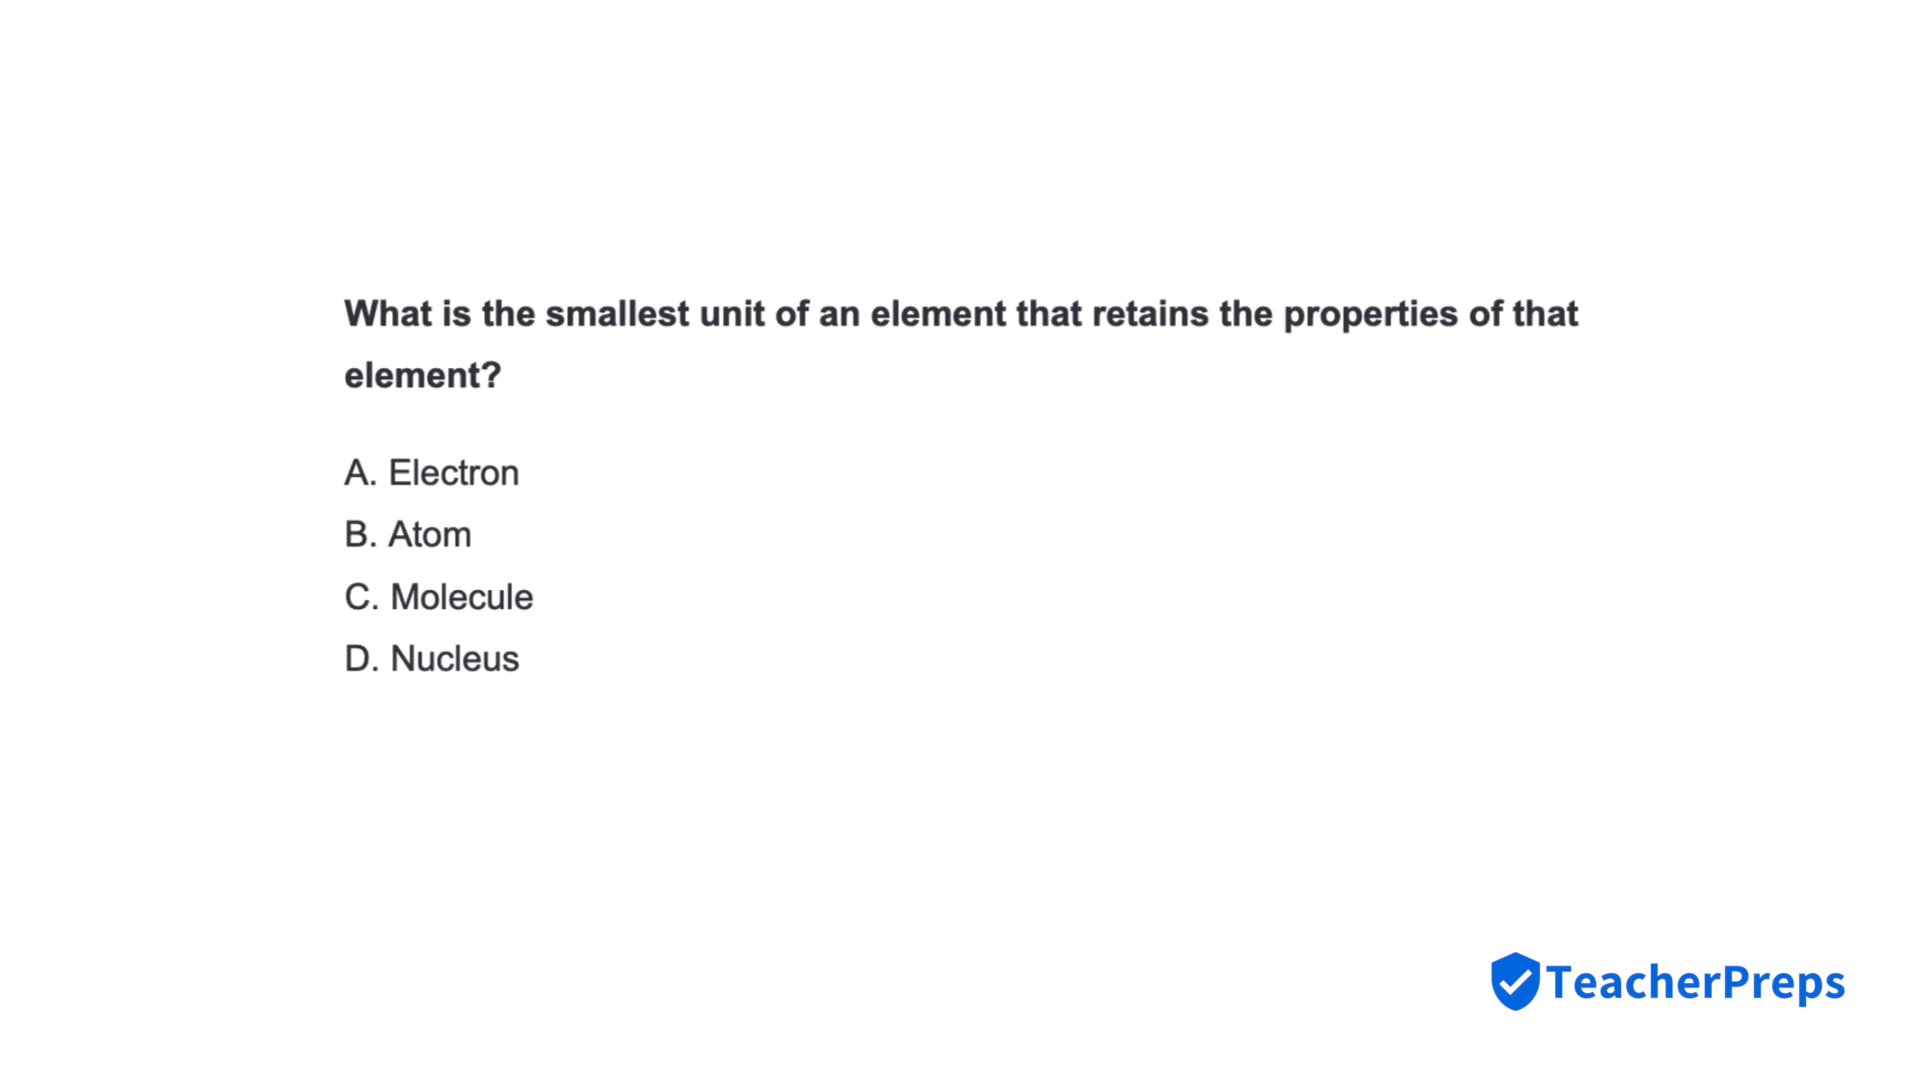 What is the smallest unit of an element that retains the properties of that
element?
A. Electron
B. Atom
C. Molecule
D. Nucleus
TeacherPreps